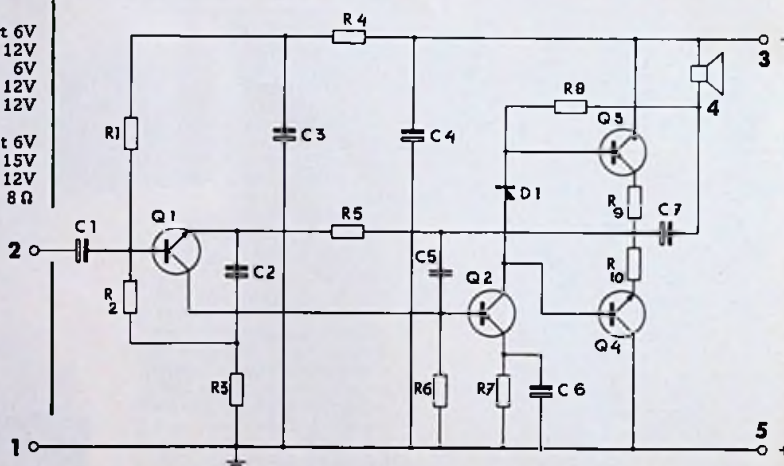 t 6V
12V
6V
12V
12V
t 6V
15V
12V
8 Ω
R4
3
R8
4
Q3
R1
C3
C4
D1
R9
C7
C1
Q1
R5
2
C5
Q2
R2
C2
R10
Q4
R3
R6
R7
C6
1
5